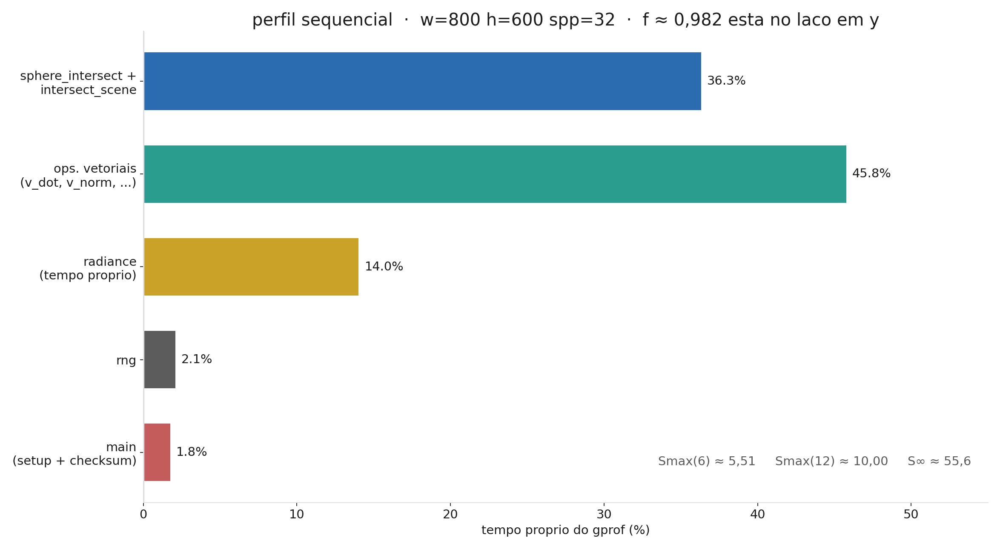 perfil sequencial · w=800 h=600 spp=32 · f ≈ 0,982 esta no laco em y
sphere_intersect +
intersect_scene
36.3%
ops. vetoriais
(v_dot, v_norm, ...)
45.8%
radiance
(tempo proprio)
14.0%
rng
2.1%
main
(setup + checksum)
1.8%
Smax(6) ≈ 5,51 Smax(12) ≈ 10,00 S∞ ≈ 55,6
0 10 20 30 40 50
tempo proprio do gprof (%)